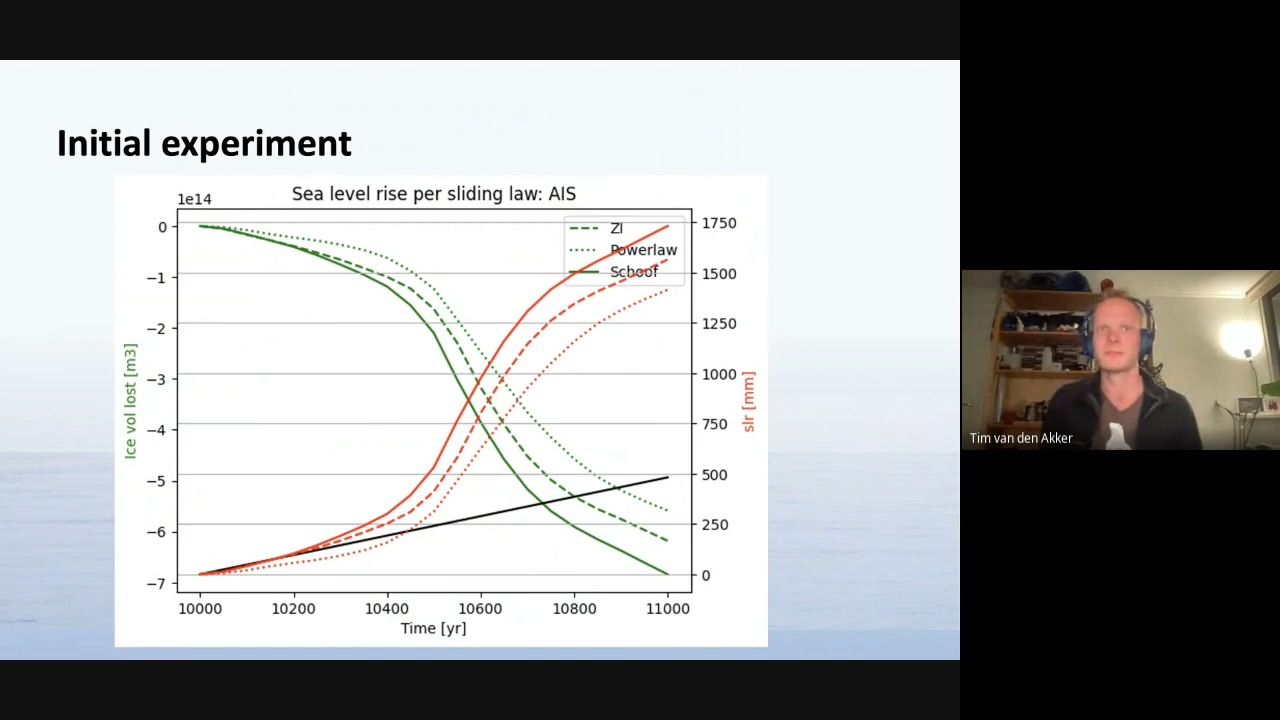 Initial experiment
Sea level rise per sliding law: AIS
1e14
ZI
Powerlaw
Schoof
0
−1
−2
−3
−4
−5
−6
−7
Ice vol lost [m3]
1750
1500
1250
1000
750
500
250
0
slr [mm]
10000 10200 10400 10600 10800 11000
Time [yr]
Tim van den Akker